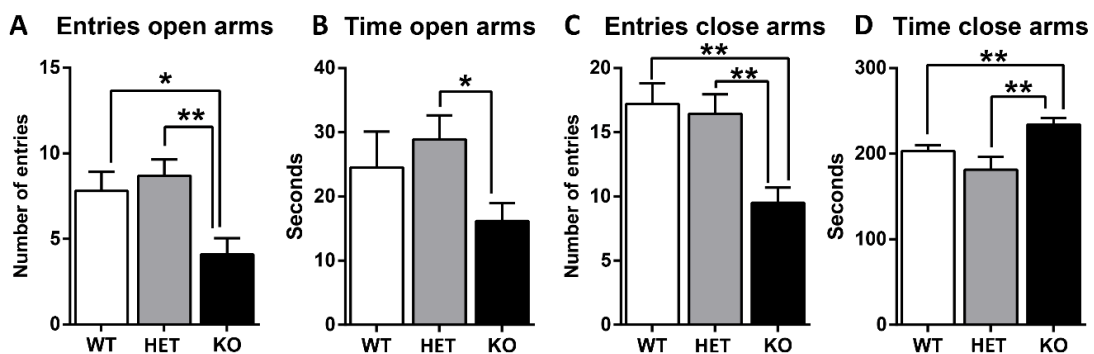 A Entries open arms
Number of entries
15
10
5
0
*
**
WT HET KO
B Time open arms
Seconds
40
30
20
10
0
*
WT HET KO
C Entries close arms
Number of entries
20
15
10
5
0
**
**
WT HET KO
D Time close arms
Seconds
300
200
100
0
**
**
WT HET KO